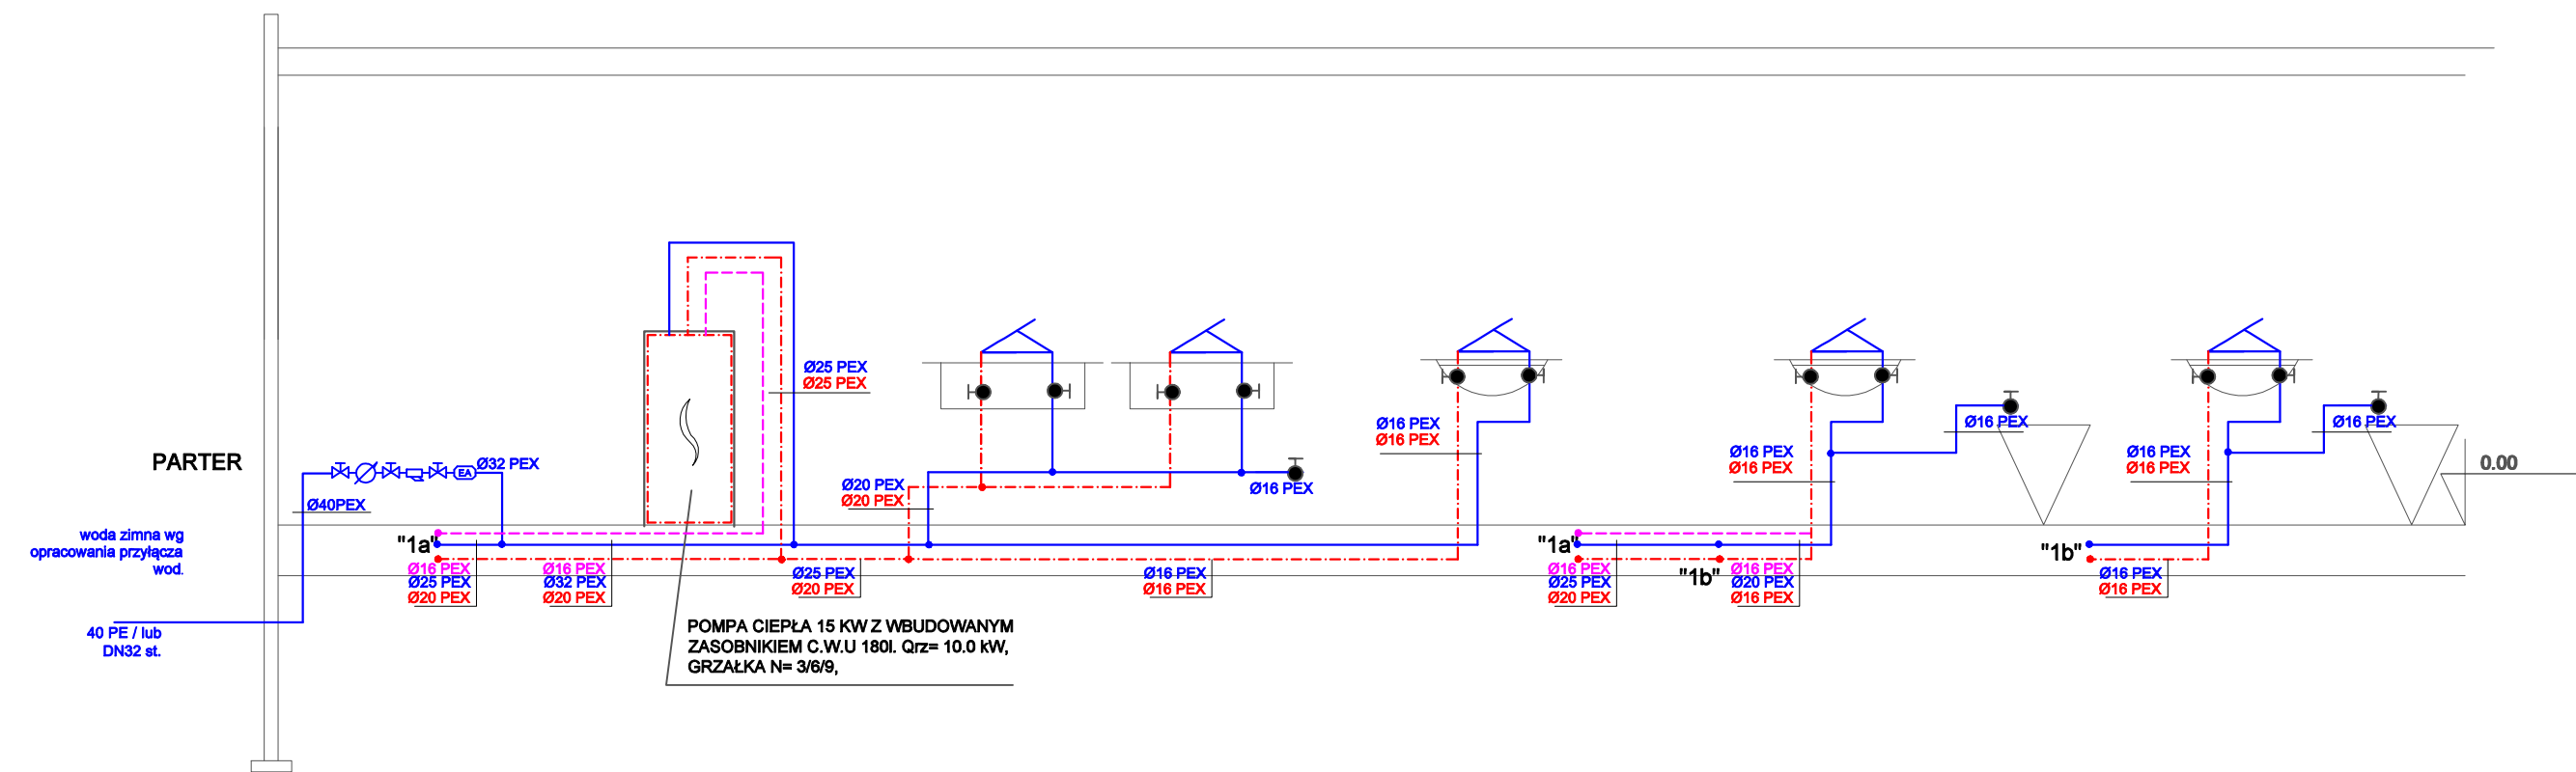 PARTER
woda zimna wg
opracowania przyłącza
wod.
40 PE / lub
DN32 st.
Ø40PEX
EA
Ø32 PEX
"1a"
Ø16 PEX
Ø25 PEX
Ø20 PEX
Ø16 PEX
Ø32 PEX
Ø20 PEX
Ø25 PEX
Ø25 PEX
POMPA CIEPŁA 15 KW Z WBUDOWANYM
ZASOBNIKIEM C.W.U 180l. Qrz= 10.0 kW,
GRZAŁKA N= 3/6/9,
Ø25 PEX
Ø20 PEX
Ø20 PEX
Ø20 PEX
Ø16 PEX
Ø16 PEX
Ø16 PEX
Ø16 PEX
Ø16 PEX
"1a"
Ø16 PEX
Ø25 PEX
Ø20 PEX
"1b"
Ø16 PEX
Ø20 PEX
Ø16 PEX
Ø16 PEX
Ø16 PEX
Ø16 PEX
"1b"
Ø16 PEX
Ø16 PEX
Ø16 PEX
Ø16 PEX
Ø16 PEX
0.00